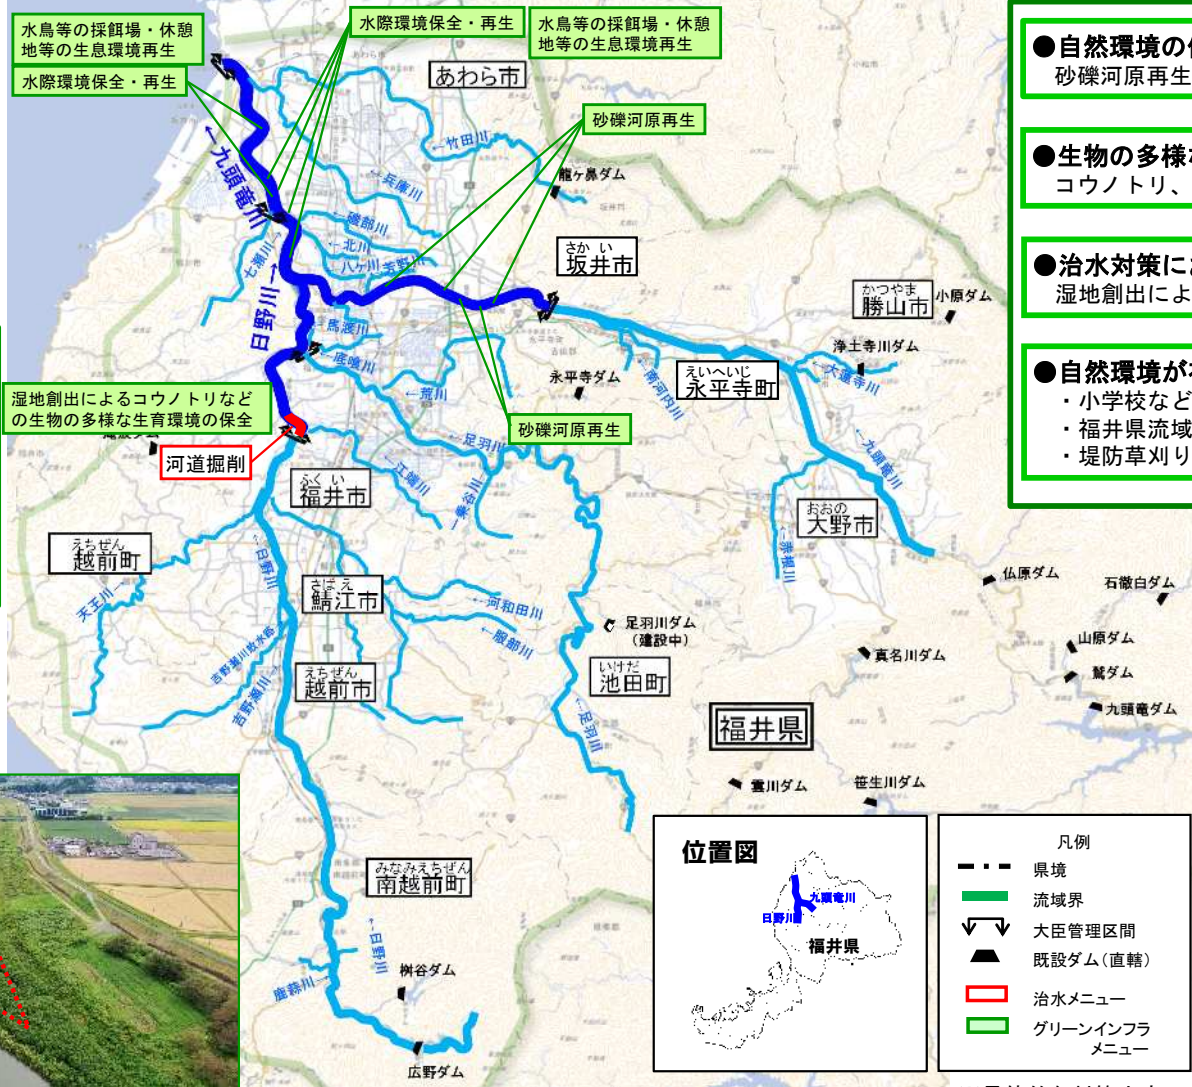 水鳥等の採餌場・休憩
地等の生息環境再生
水際環境保全・再生
水際環境保全・再生
水鳥等の採餌場・休憩
地等の生息環境再生
あわら市
砂礫河原再生
←竹田川
龍ヶ鼻ダム
←九頭竜川
←兵庫川
←磯部川
←北川
七瀬川→
さかい
坂井市
日野川→
かつやま
勝山市
小原ダム
馬渡川
←底喰川
浄土寺川ダム
←大蓮寺川
永平寺ダム
←南河内川
えいへいじ
永平寺町
←荒川
湿地創出によるコウノトリなど
の生物の多様な生育環境の保全
砂礫河原再生
←足羽川
←九頭竜川
河道掘削
←江端川
ふくい
福井市
おおの
大野市
←赤根川
えちぜん
越前町
←日野川
天王川→
さばえ
鯖江市
←河和田川
←服部川
仏原ダム
石徹白ダム
足羽川ダム
(建設中)
山原ダム
真名川ダム
鷲ダム
九頭竜ダム
吉野瀬川放水路
吉野瀬川→
えちぜん
越前市
いけだ
池田町
←足羽川
福井県
雲川ダム
笹生川ダム
みなみえちぜん
南越前町
←日野川
桝谷ダム
鹿蒜川→
広野ダム
位置図
九頭竜川
日野川
福井県
凡例
県境
流域界
大臣管理区間
既設ダム(直轄)
治水メニュー
グリーンインフラ
メニュー
●自然環境の
砂礫河原再生
●生物の多様な
コウノトリ、
●治水対策に
湿地創出によ
●自然環境が
・小学校など
・福井県流域
・堤防草刈り